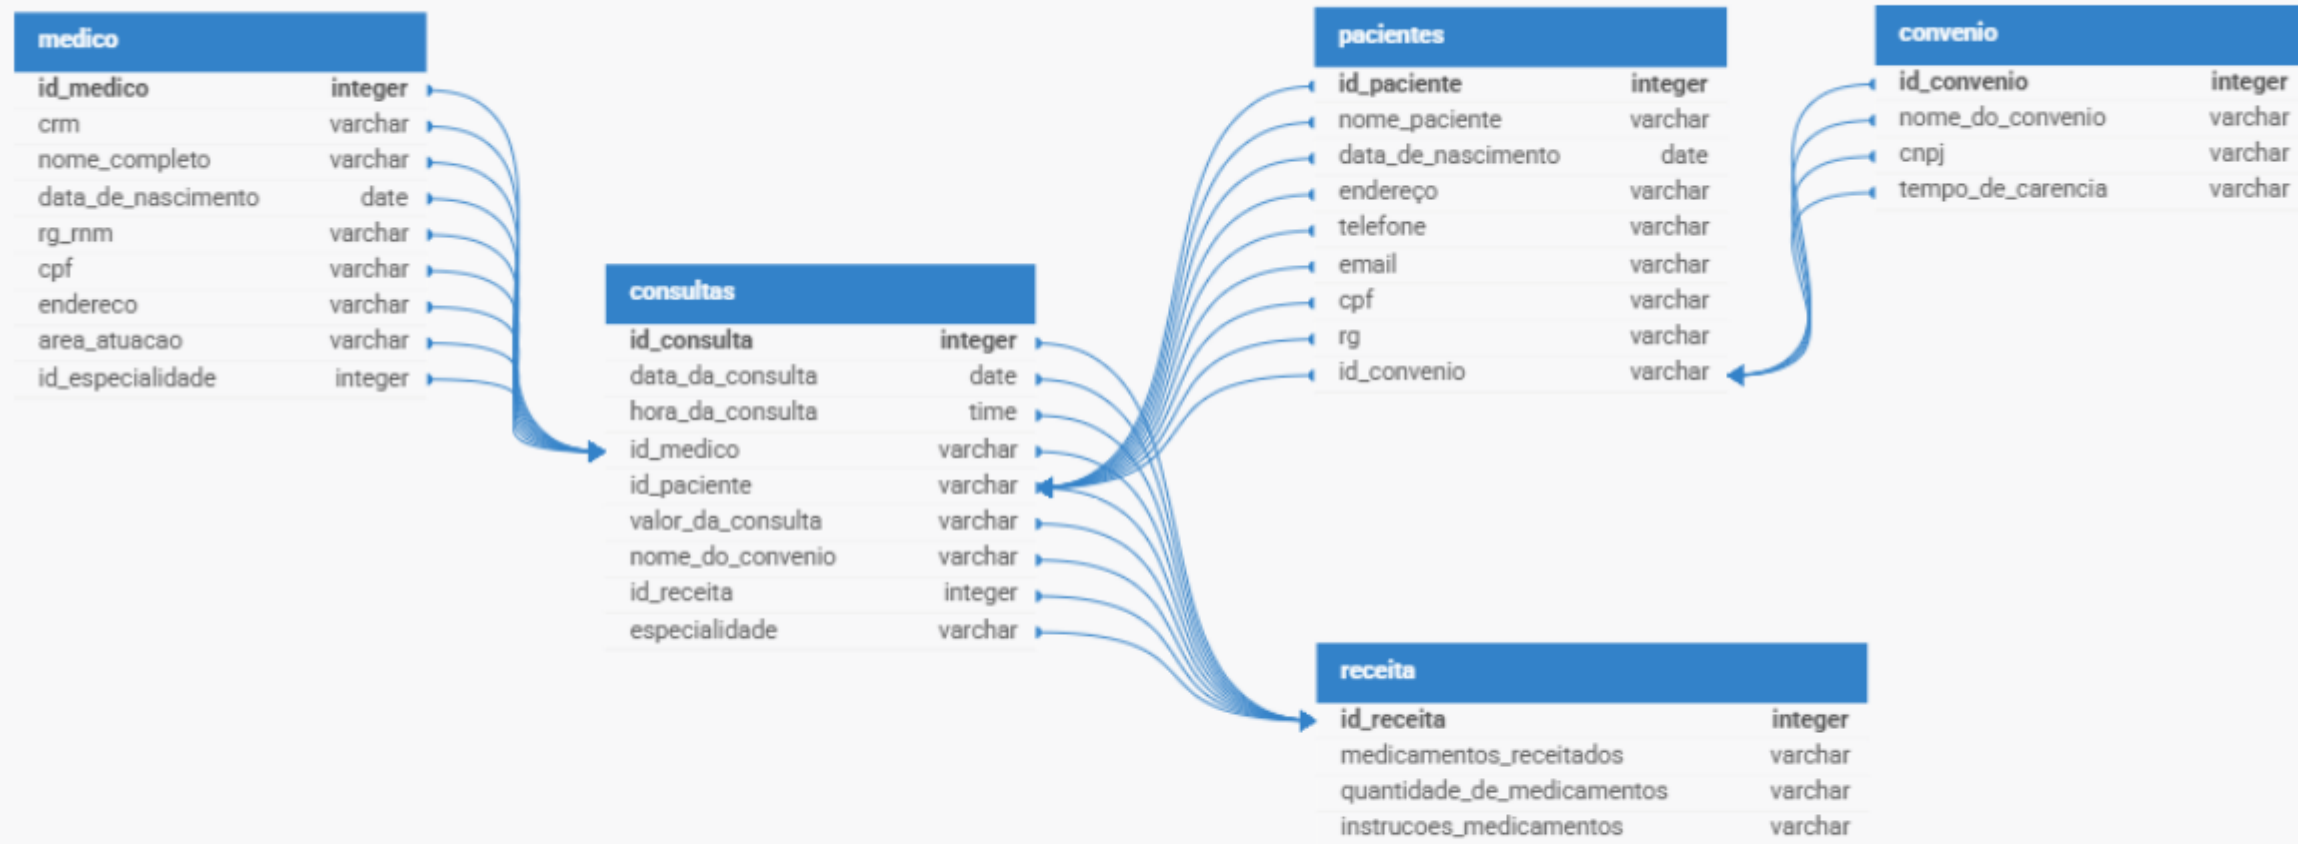 medico
id_medico integer
crm varchar
nome_completo varchar
data_de_nascimento date
rg_rnm varchar
cpf varchar
endereco varchar
area_atuacao varchar
id_especialidade integer
consultas
id_consulta integer
data_da_consulta date
hora_da_consulta time
id_medico varchar
id_paciente varchar
valor_da_consulta varchar
nome_do_convenio varchar
id_receita integer
especialidade varchar
pacientes
id_paciente integer
nome_paciente varchar
data_de_nascimento date
endereço varchar
telefone varchar
email varchar
cpf varchar
rg varchar
id_convenio varchar
convenio
id_convenio integer
nome_do_convenio varchar
cnpj varchar
tempo_de_carencia varchar
receita
id_receita integer
medicamentos_receitados varchar
quantidade_de_medicamentos varchar
instrucoes_medicamentos varchar